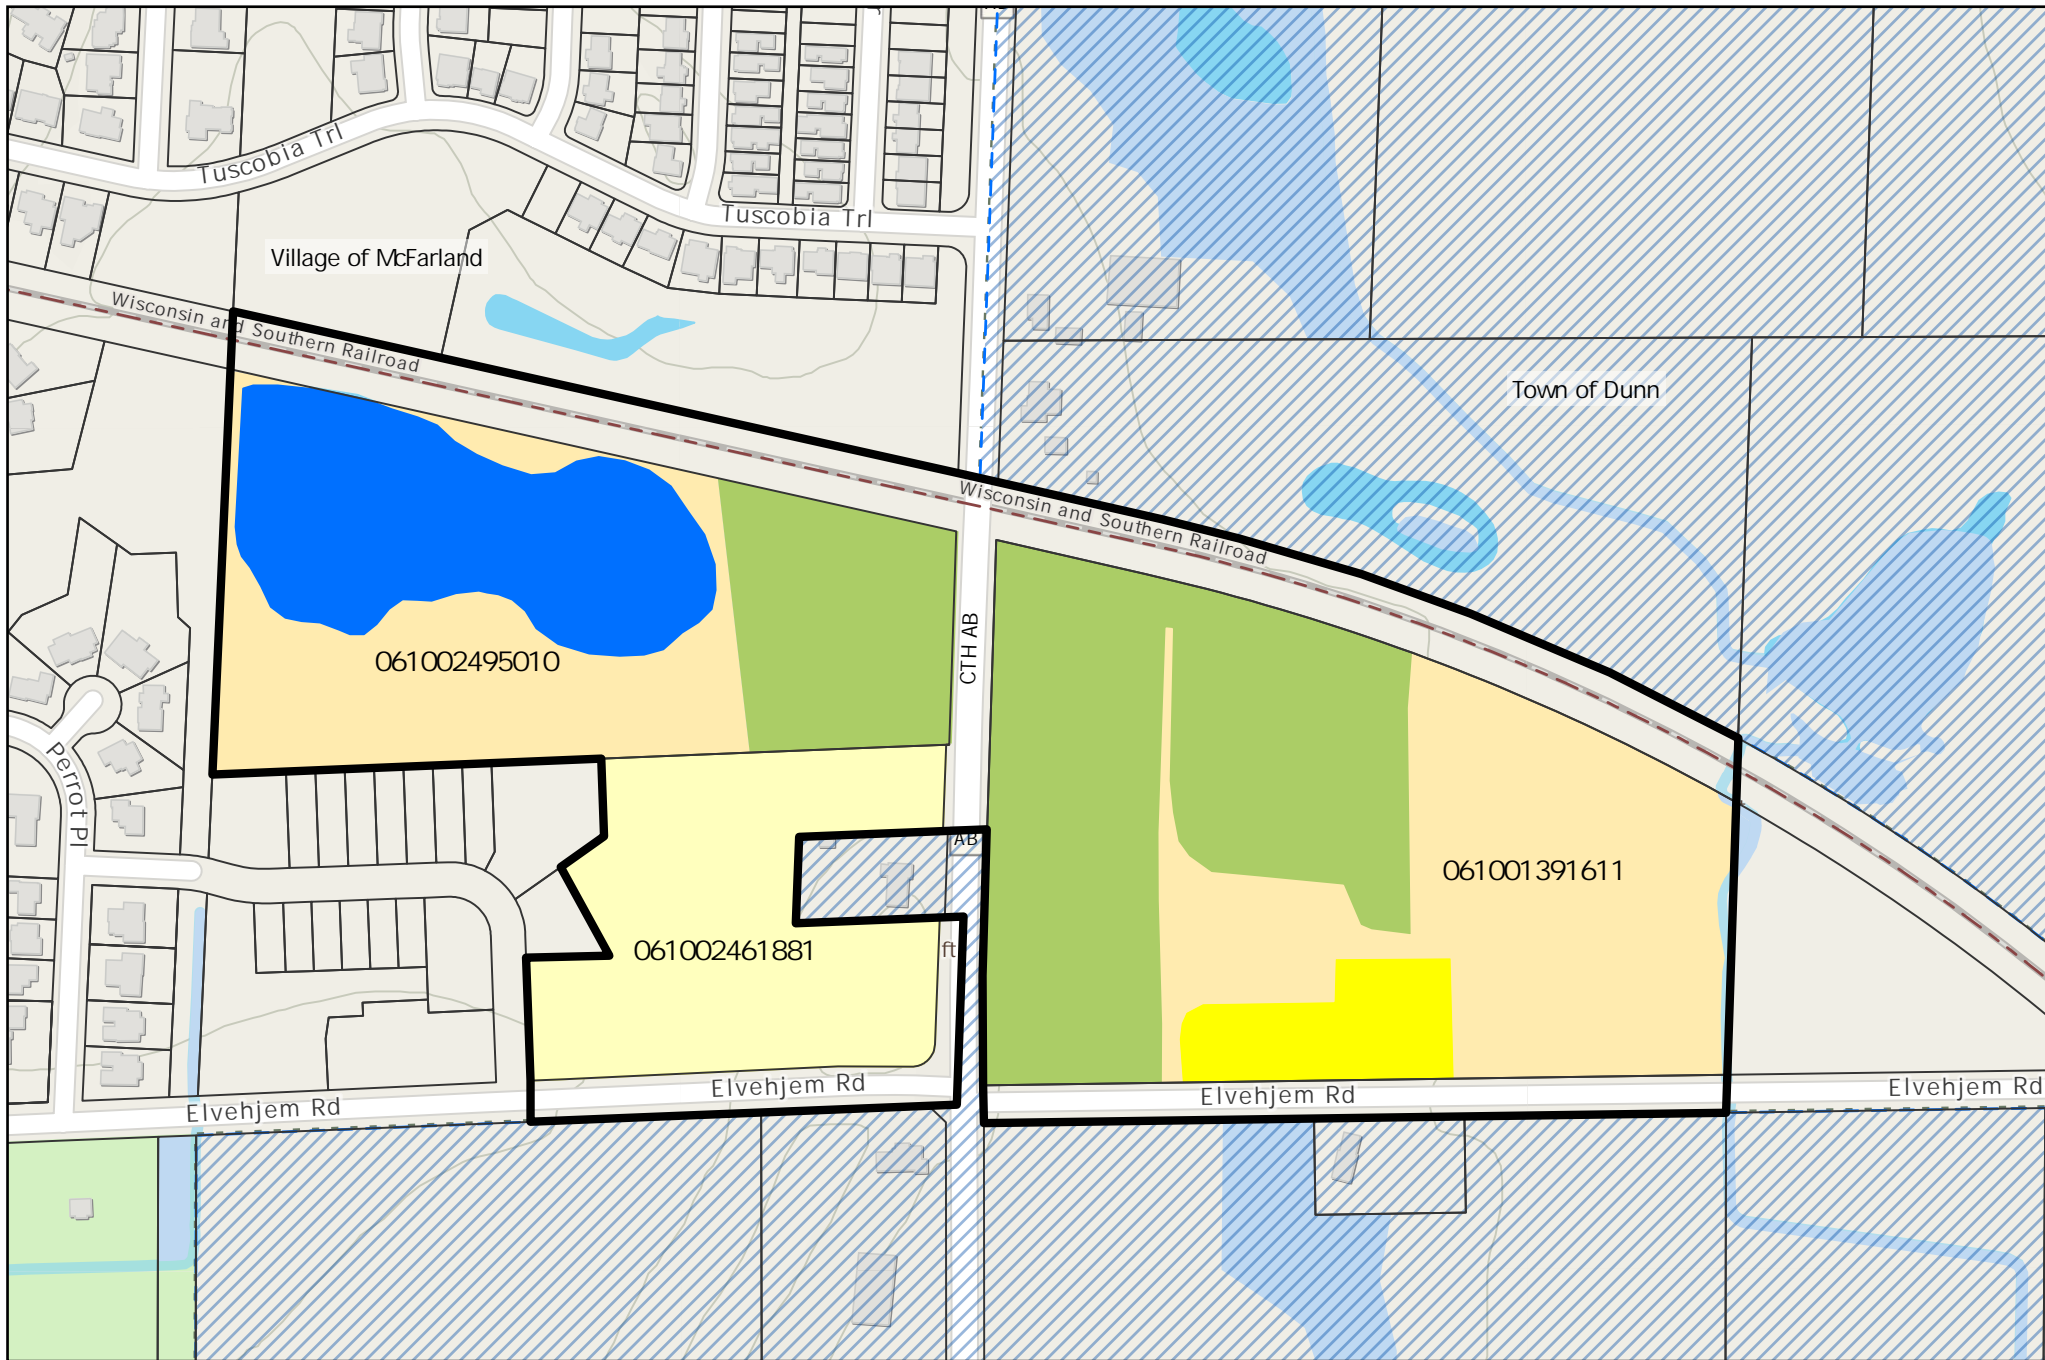 Tuscobia Trl
Tuscobia Trl
Village of McFarland
Wisconsin and Southern Railroad
Town of Dunn
Wisconsin and Southern Railroad
CTH AB
061002495010
Perrot Pl
AB
061001391611
061002461881
ft
Elvehjem Rd
Elvehjem Rd
Elvehjem Rd
Elvehjem Rd